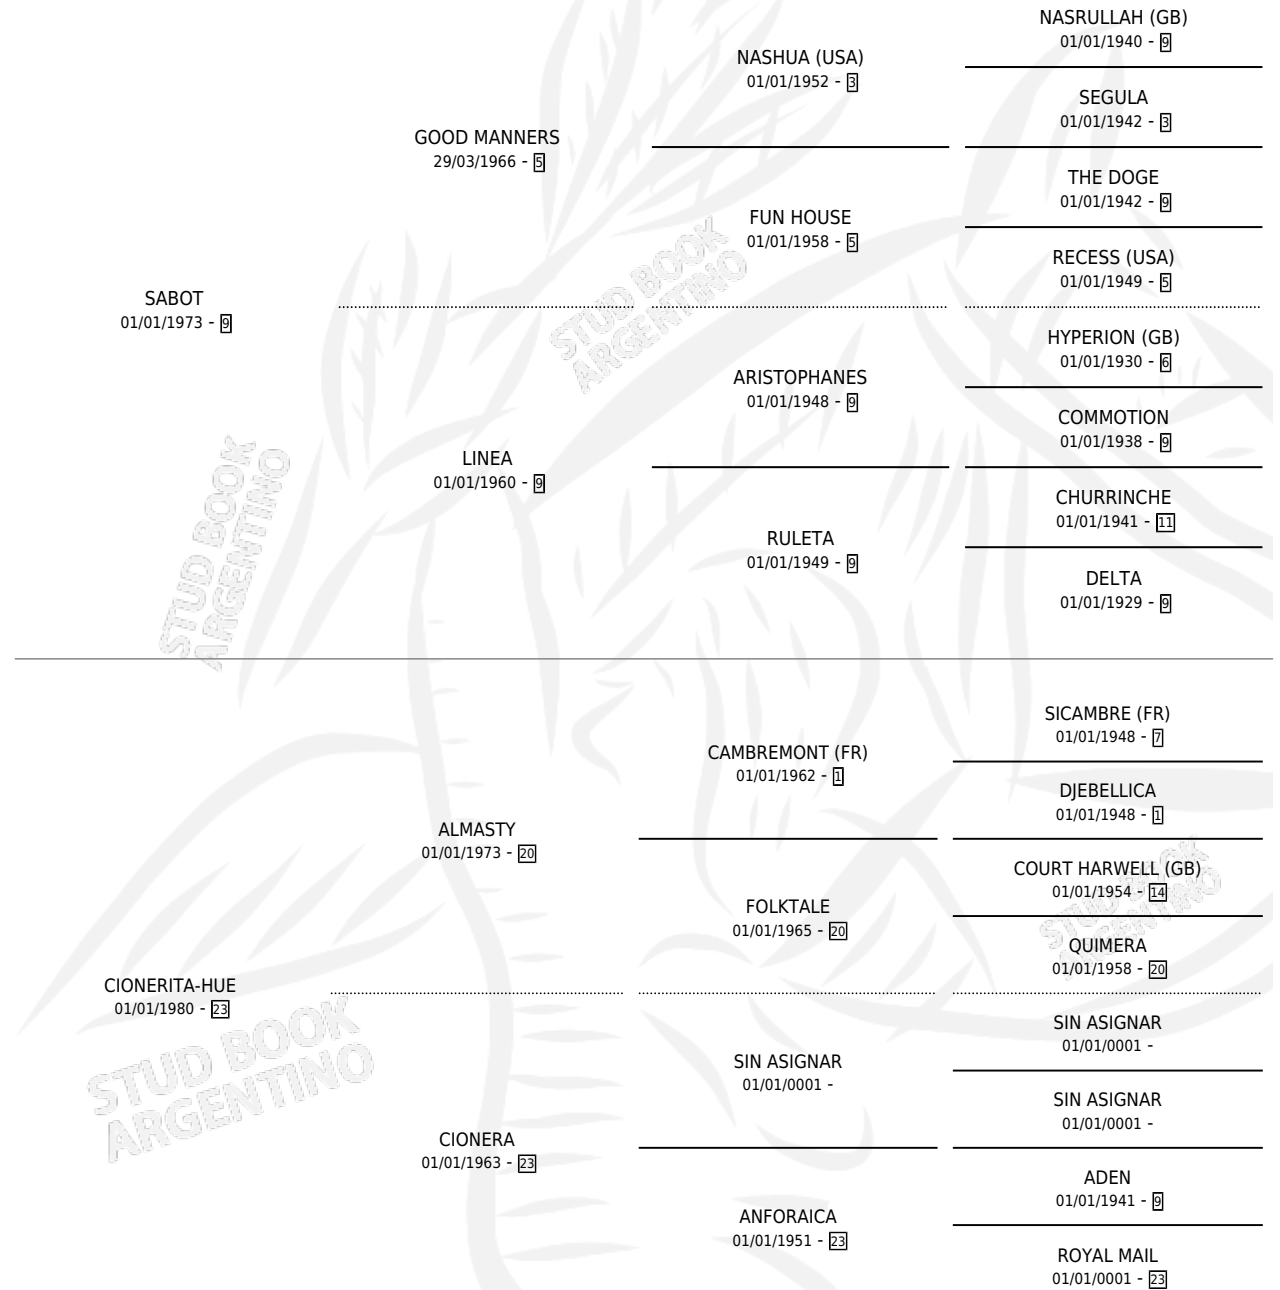 NASRULLAH (GB)
01/01/1940 - 9
NASHUA (USA)
01/01/1952 - 3
SEGULA
01/01/1942 - 3
GOOD MANNERS
29/03/1966 - 5
THE DOGE
01/01/1942 - 9
FUN HOUSE
01/01/1958 - 5
RECESS (USA)
01/01/1949 - 5
SABOT
01/01/1973 - 9
HYPERION (GB)
01/01/1930 - 6
ARISTOPHANES
01/01/1948 - 9
COMMOTION
01/01/1938 - 9
LINEA
01/01/1960 - 9
CHURRINCHE
01/01/1941 - 11
RULETA
01/01/1949 - 9
DELTA
01/01/1929 - 9
SICAMBRE (FR)
01/01/1948 - 7
CAMBREMONT (FR)
01/01/1962 - 1
DJEBELLICA
01/01/1948 - 1
ALMASTY
01/01/1973 - 20
COURT HARWELL (GB)
01/01/1954 - 14
FOLKTALE
01/01/1965 - 20
QUIMERA
01/01/1958 - 20
CIONERITA-HUE
01/01/1980 - 23
SIN ASIGNAR
01/01/0001 -
SIN ASIGNAR
01/01/0001 -
SIN ASIGNAR
01/01/0001 -
CIONERA
01/01/1963 - 23
ADEN
01/01/1941 - 9
ANFORAICA
01/01/1951 - 23
ROYAL MAIL
01/01/0001 - 23
STUD BOOK
ARGENTINO
STUD BOOK
ARGENTINO
STUD BOOK
ARGENTINO
STUD BOOK
ARGENTINO